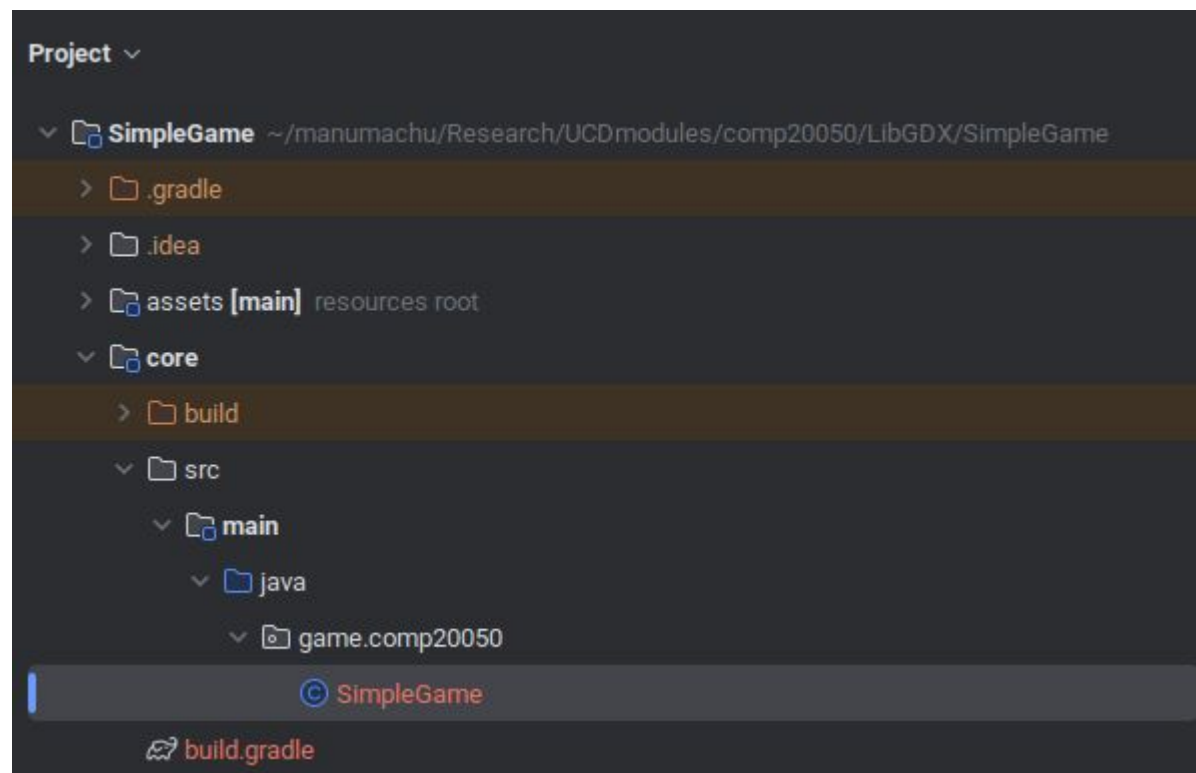 Project
SimpleGame ~/manumachu/Research/UCDmodules/comp20050/LibGDX/SimpleGame
.gradle
.idea
assets [main] resources root
core
build
src
main
java
game.comp20050
SimpleGame
build.gradle